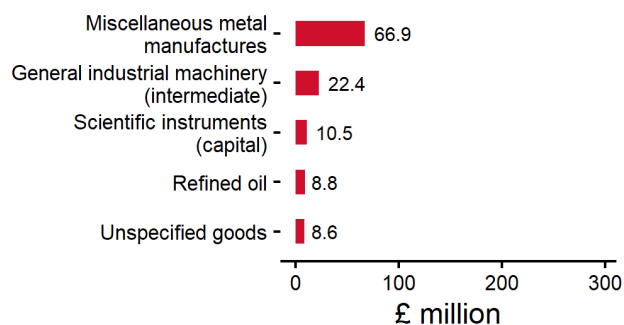 Miscellaneous metal
manufactures
66.9
General industrial machinery
(intermediate)
22.4
Scientific instruments
(capital)
10.5
Refined oil
8.8
Unspecified goods
8.6
0 100 200 300
£ million